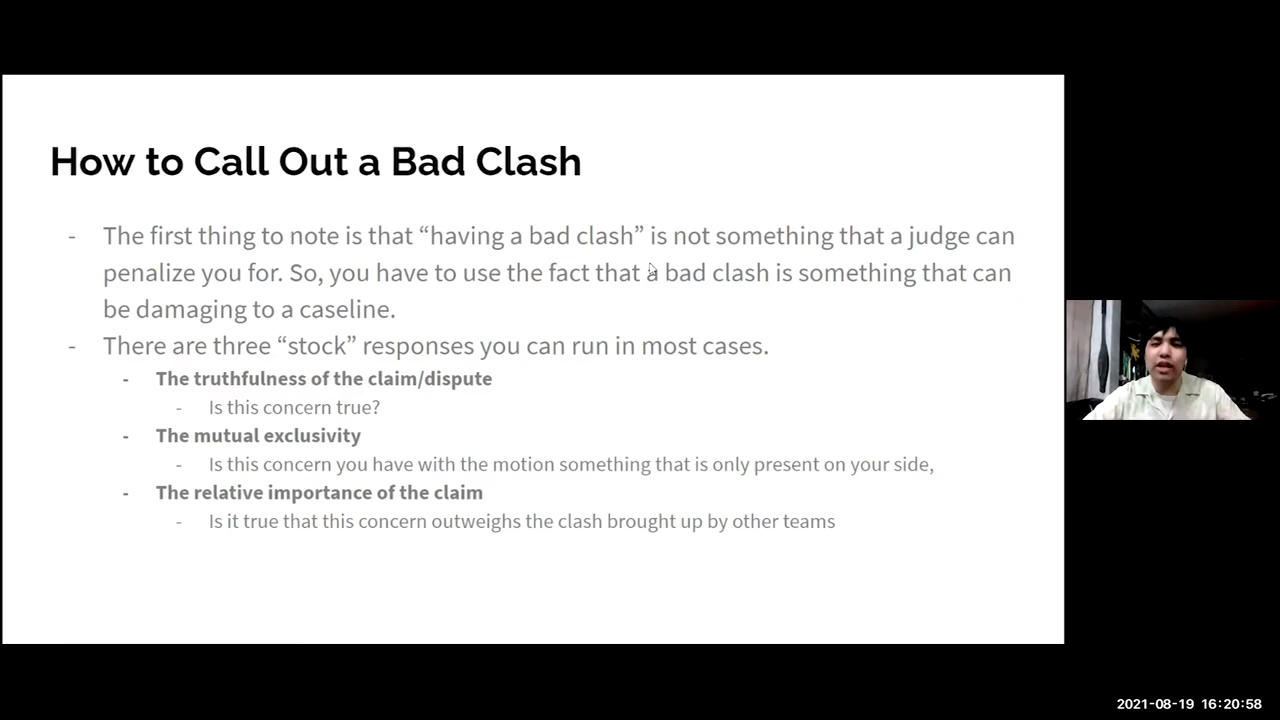 How to Call Out a Bad Clash
- The first thing to note is that “having a bad clash” is not something that a judge can
penalize you for. So, you have to use the fact that a bad clash is something that can
be damaging to a caseline.
- There are three “stock” responses you can run in most cases.
- The truthfulness of the claim/dispute
- Is this concern true?
- The mutual exclusivity
- Is this concern you have with the motion something that is only present on your side,
- The relative importance of the claim
- Is it true that this concern outweighs the clash brought up by other teams
2021-08-19 16:20:58